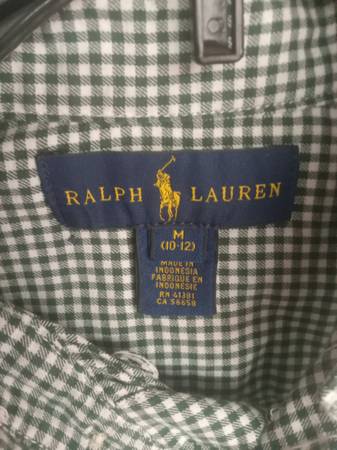 RALPH LAUREN
M
(10-12)
MADE IN
INDONESIA
FABRIQUE EN
INDONESIE
RN 41381
CA 56658